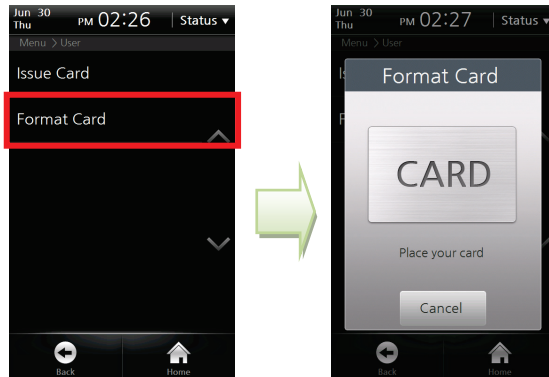 Jun 30
Thu
PM 02:26
Status ▾
Menu > User
Issue Card
Format Card
Back
Home
Jun 30
Thu
PM 02:27
Status ▾
Menu > User
Is
Format Card
F
CARD
Place your card
Cancel
Back
Home